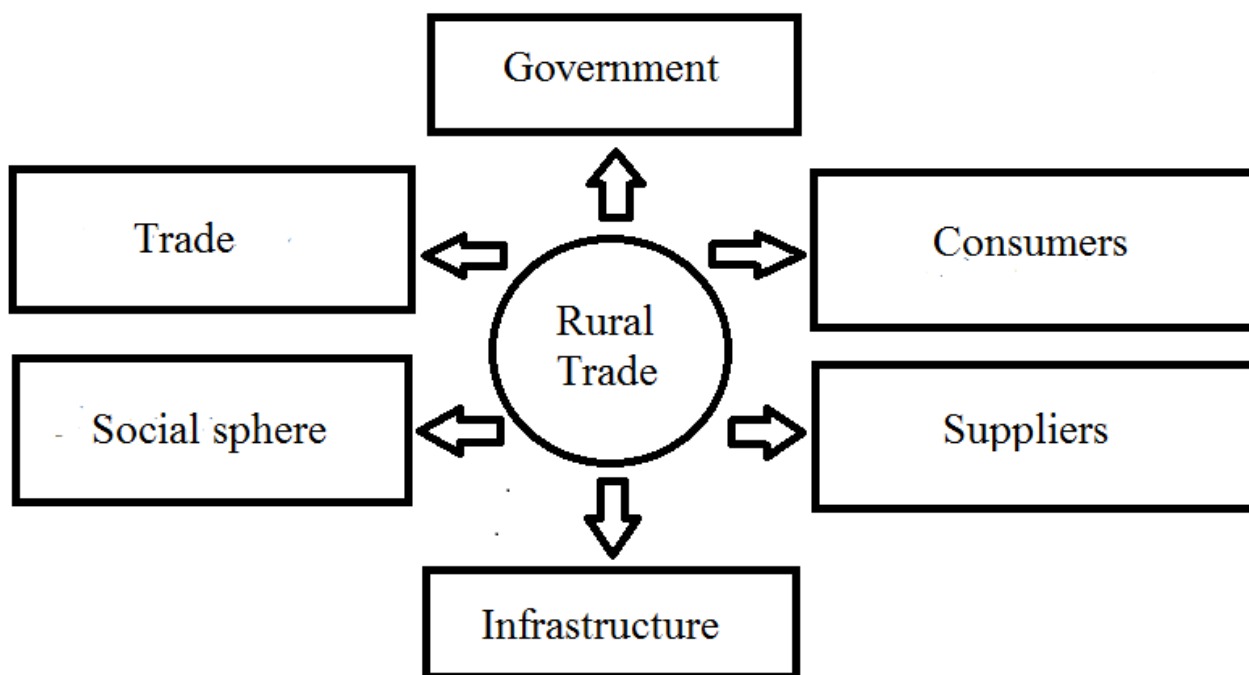 Government
Trade
Consumers
Rural
Trade
Social sphere
Suppliers
Infrastructure